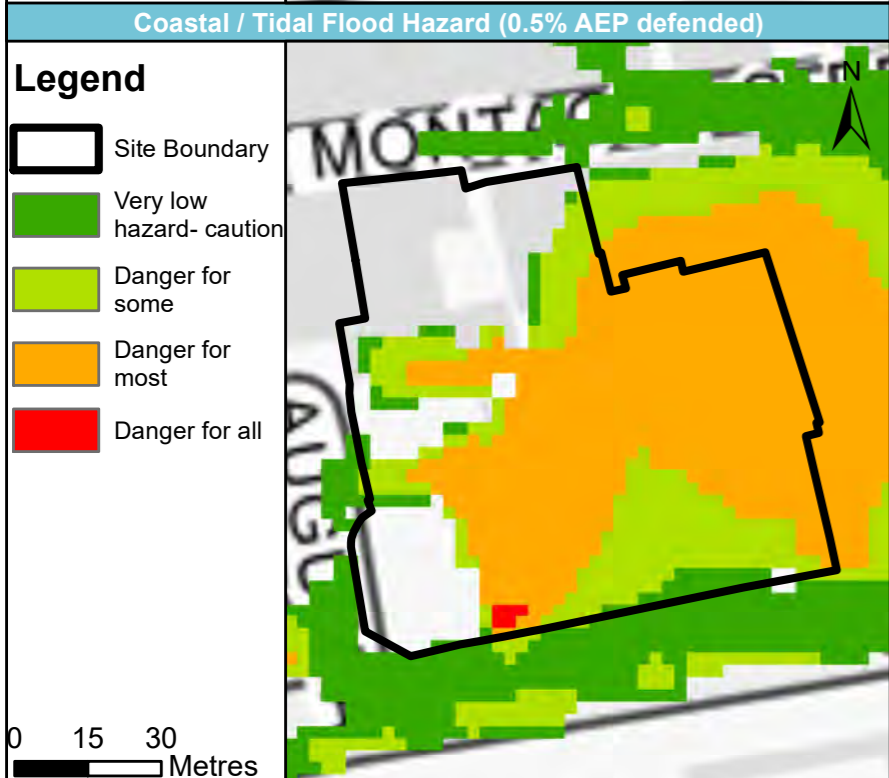 Coastal / Tidal Flood Hazard (0.5% AEP defended)
Legend
Site Boundary
Very low
hazard- caution
Danger for
some
Danger for
most
Danger for all
0 15 30
Metres
N
AUGU